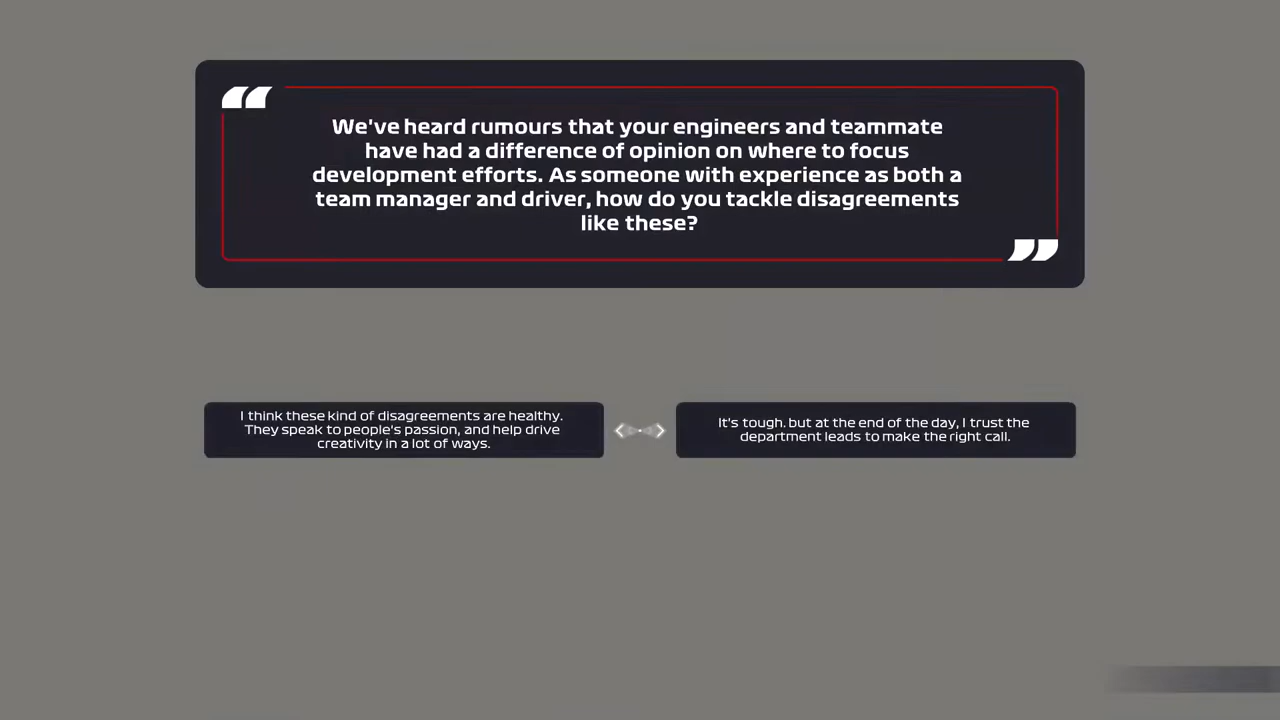 We've heard rumours that your engineers and teammate
have had a difference of opinion on where to focus
development efforts. As someone with experience as both a
team manager and driver, how do you tackle disagreements
like these?
I think these kind of disagreements are healthy.
They speak to people's passion, and help drive
creativity in a lot of ways.
It's tough. but at the end of the day, I trust the
department leads to make the right call.